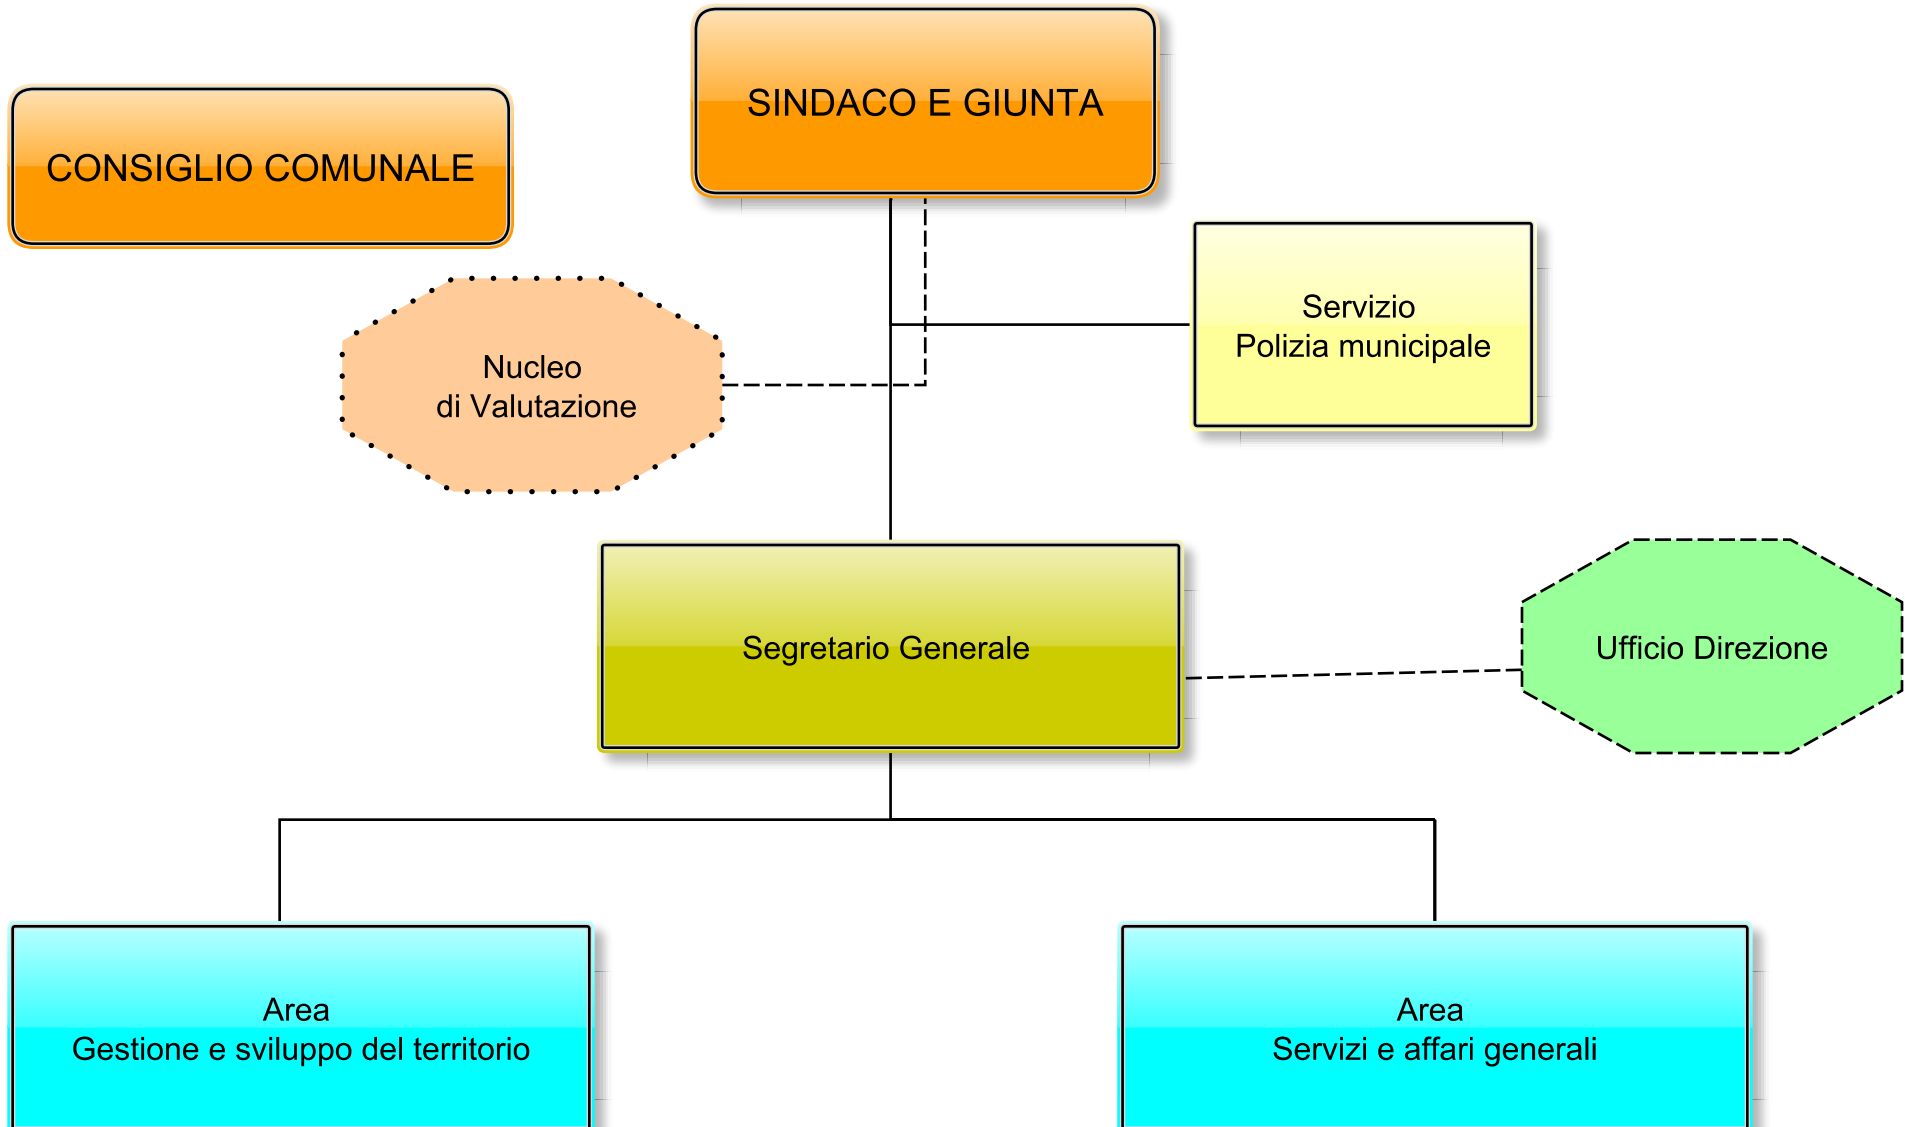 SINDACO E GIUNTA
CONSIGLIO COMUNALE
Servizio
Polizia municipale
Nucleo
di Valutazione
Segretario Generale
Ufficio Direzione
Area
Gestione e sviluppo del territorio
Area
Servizi e affari generali